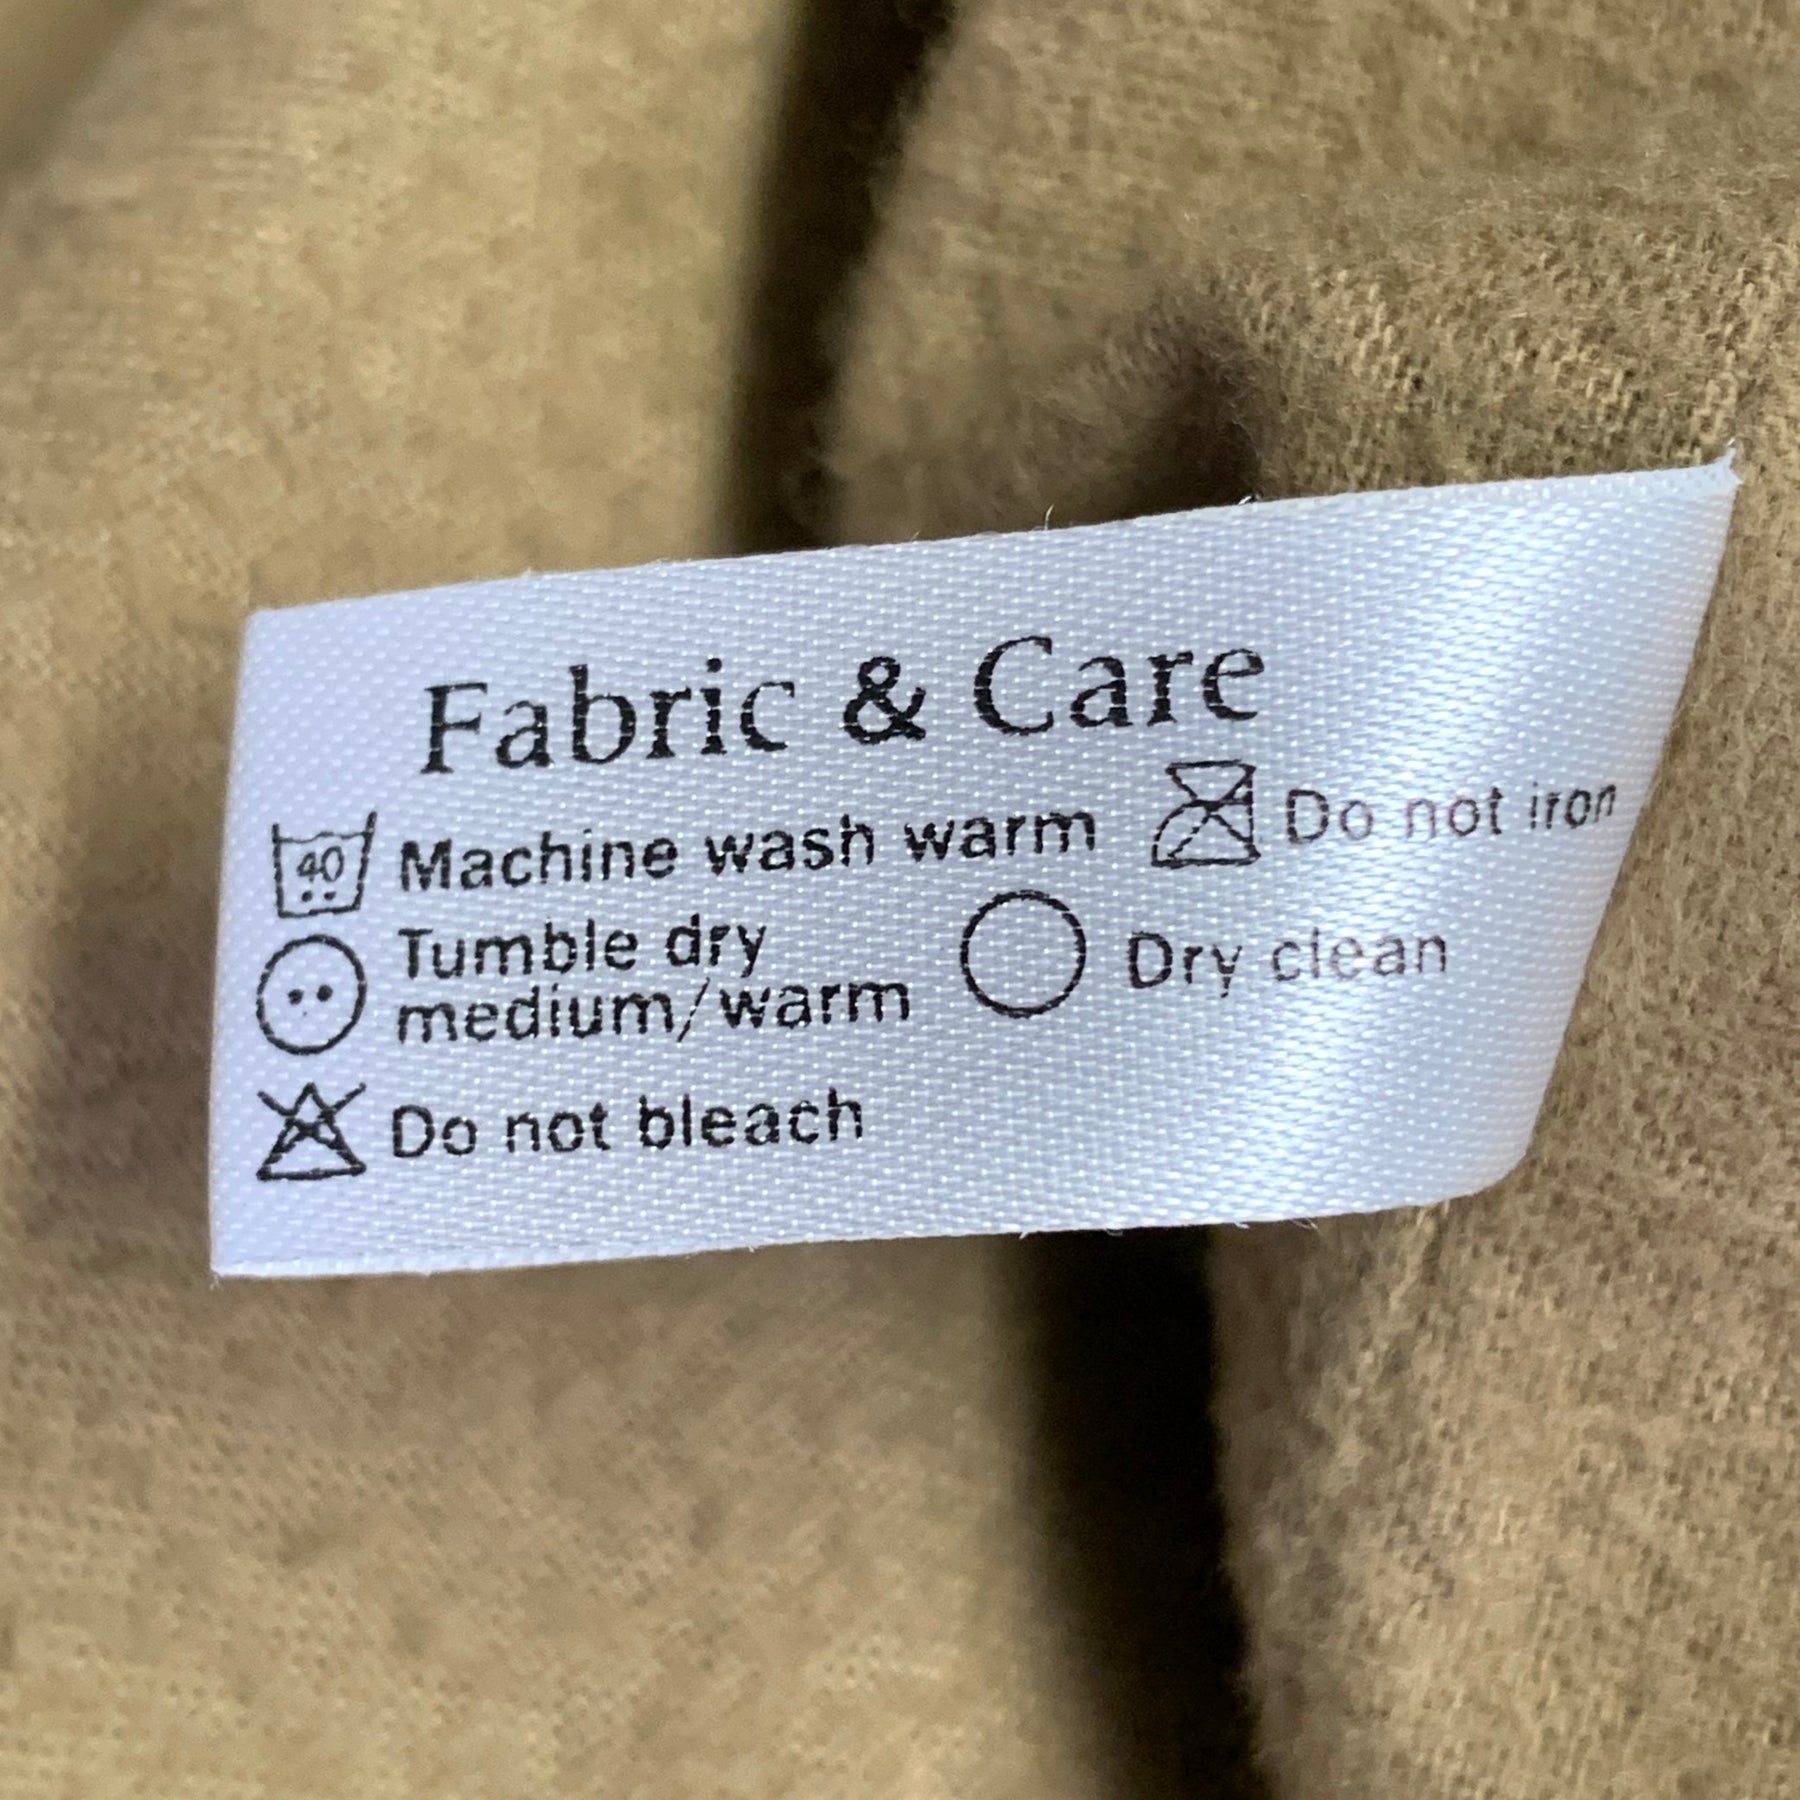 Fabric & Care
40 Machine wash warm
Do not iron
Tumble dry
medium/warm
Dry clean
Do not bleach